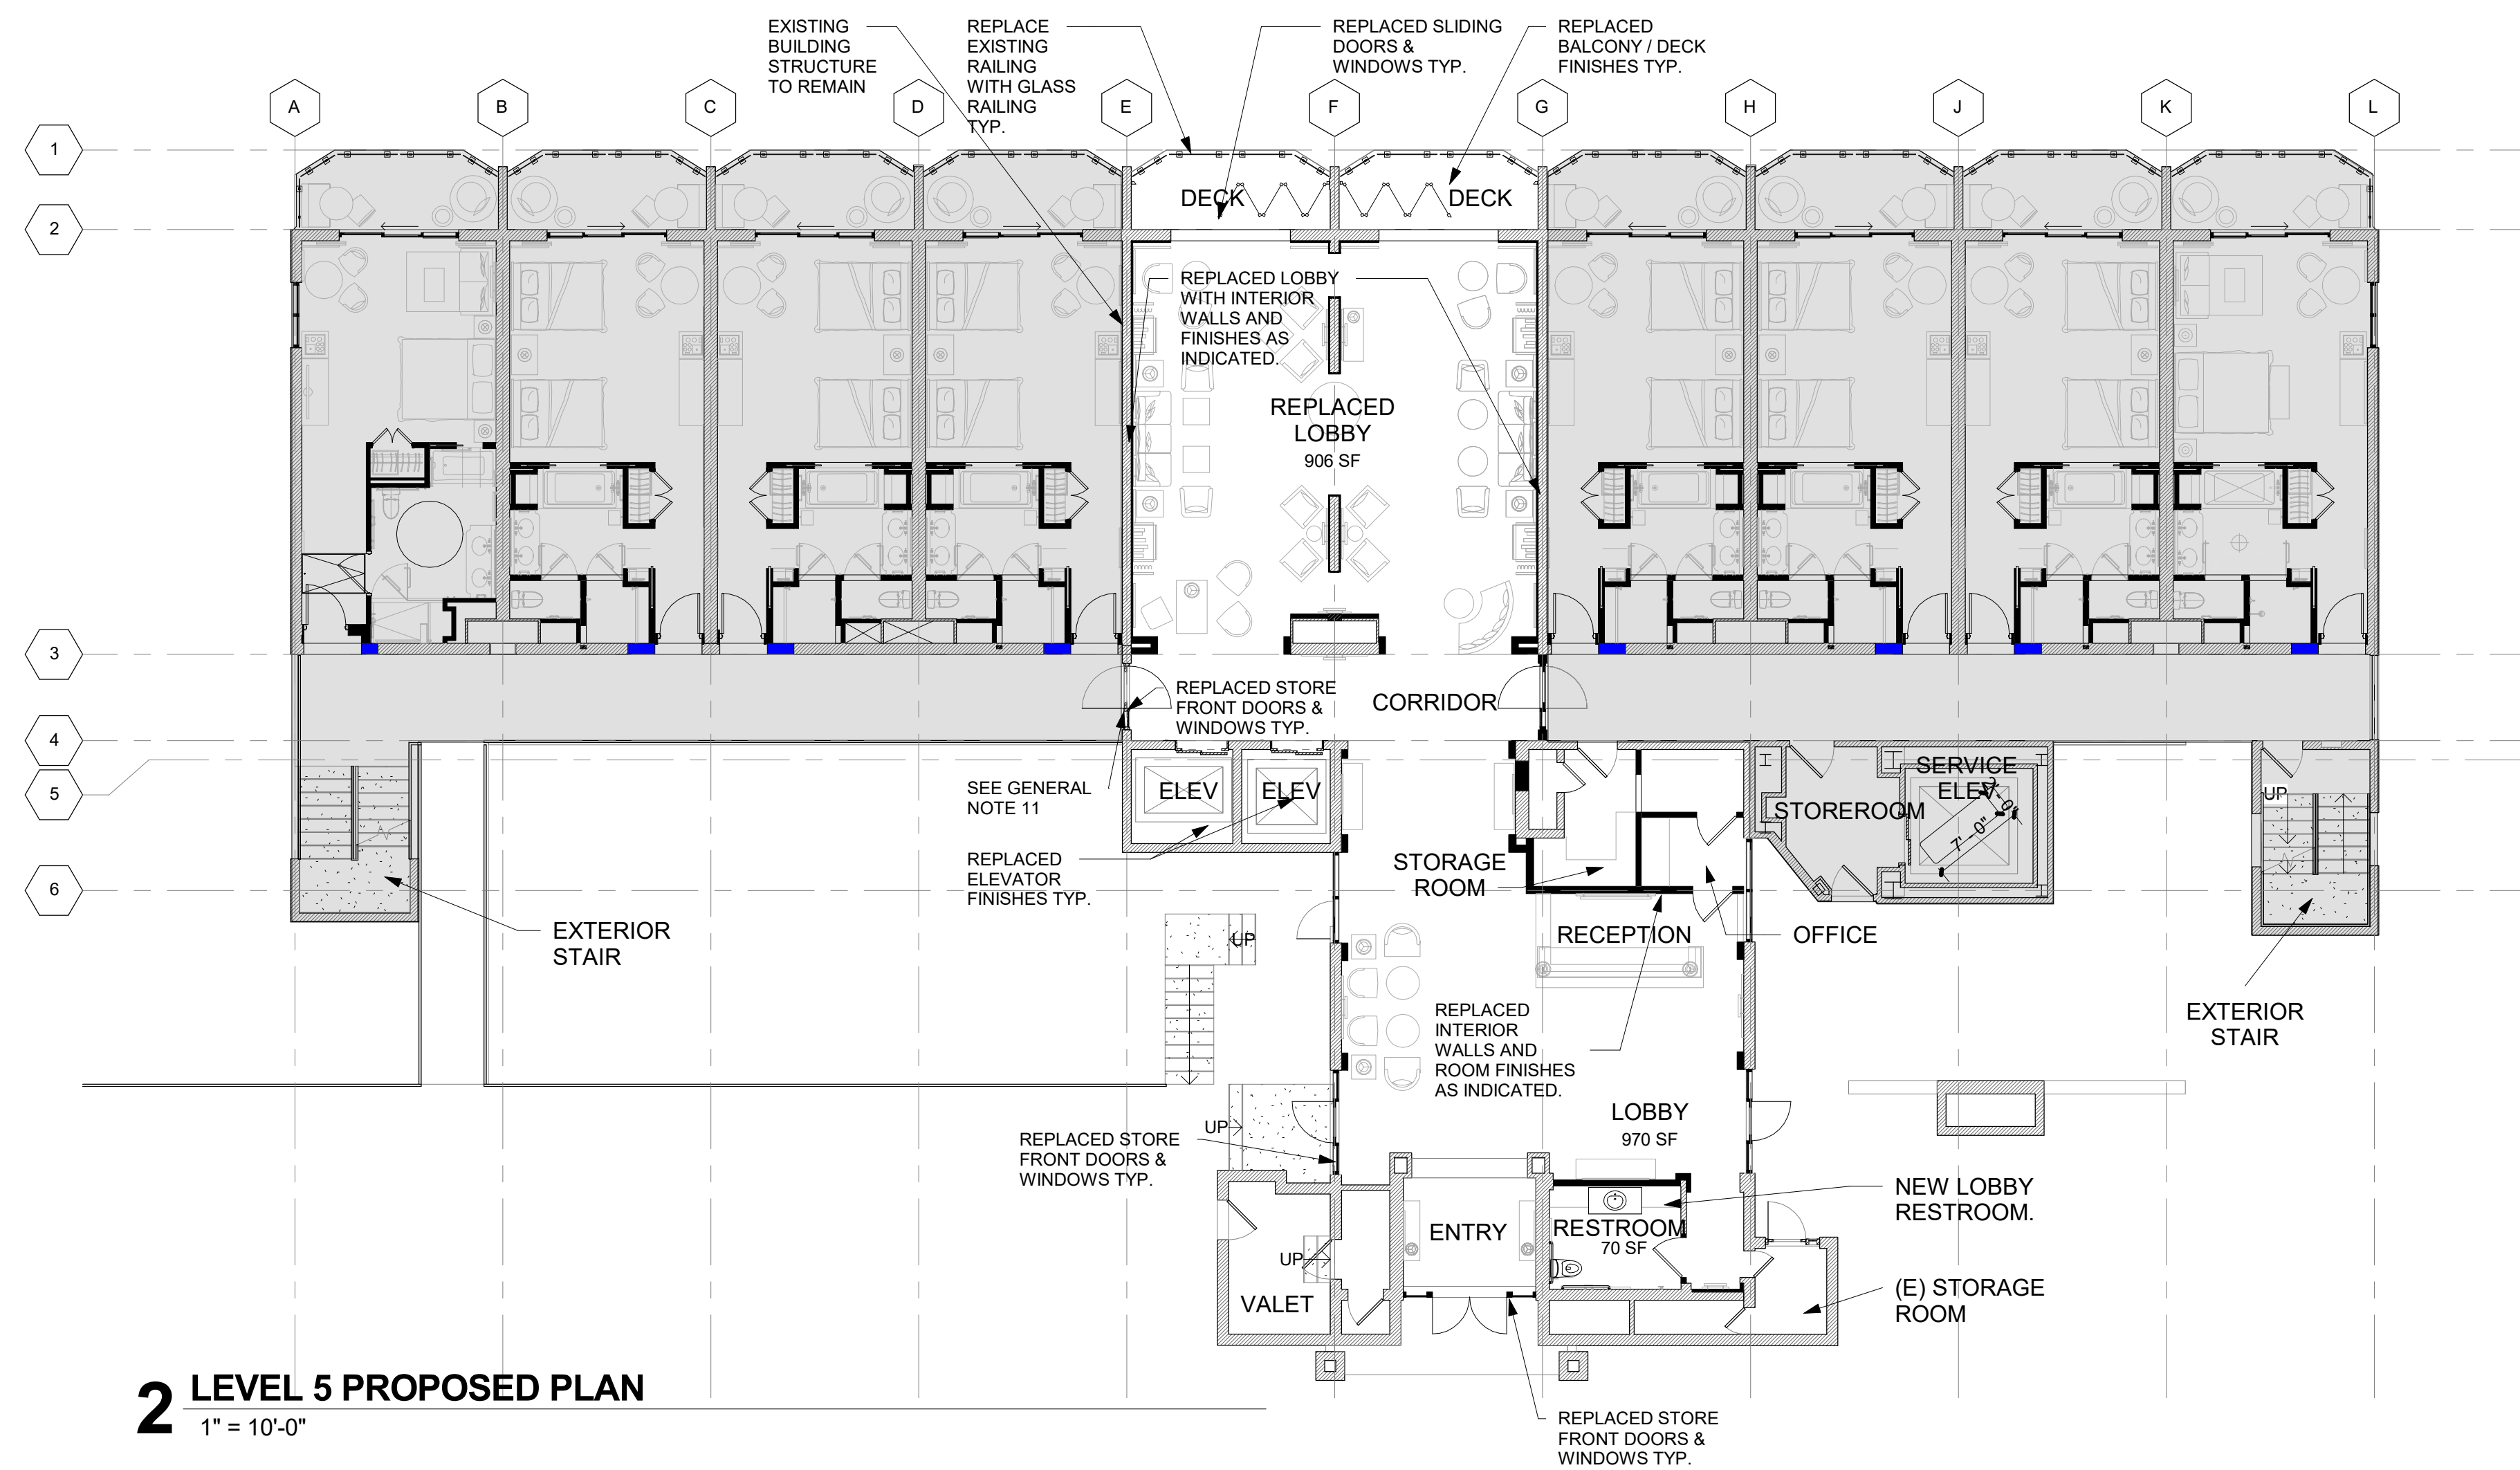 EXISTING
BUILDING
STRUCTURE
TO REMAIN
REPLACE
EXISTING
RAILING
WITH GLASS
RAILING
TYP.
REPLACED SLIDING
DOORS &
WINDOWS TYP.
REPLACED
BALCONY / DECK
FINISHES TYP.
A
B
C
D
E
F
G
H
J
K
L
1
2
3
4
5
6
DECK
DECK
REPLACED LOBBY
WITH INTERIOR
WALLS AND
FINISHES AS
INDICATED.
REPLACED
LOBBY
906 SF
REPLACED STORE
FRONT DOORS &
WINDOWS TYP.
CORRIDOR
SEE GENERAL
NOTE 11
ELEV
ELEV
REPLACED
ELEVATOR
FINISHES TYP.
STORAGE
ROOM
STOREROOM
SERVICE
ELEV
7' - 0"
UP
EXTERIOR
STAIR
UP
RECEPTION
OFFICE
EXTERIOR
STAIR
REPLACED
INTERIOR
WALLS AND
ROOM FINISHES
AS INDICATED.
LOBBY
970 SF
UP
REPLACED STORE
FRONT DOORS &
WINDOWS TYP.
NEW LOBBY
RESTROOM.
ENTRY
RESTROOM
70 SF
UP
VALET
(E) STORAGE
ROOM
2
LEVEL 5 PROPOSED PLAN
1" = 10'-0"
REPLACED STORE
FRONT DOORS &
WINDOWS TYP.